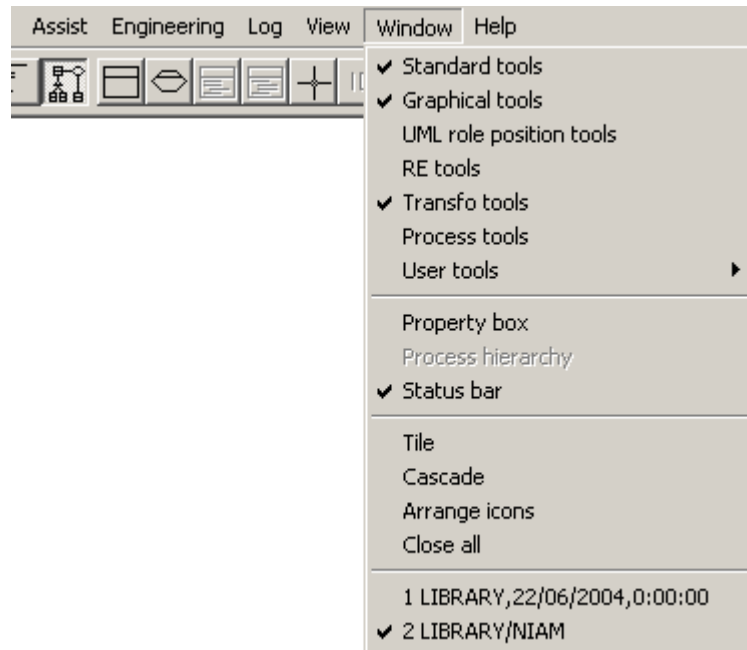 Assist Engineering Log View Window Help
Standard tools
Graphical tools
UML role position tools
RE tools
Transfo tools
Process tools
User tools
Property box
Process hierarchy
Status bar
Tile
Cascade
Arrange icons
Close all
1 LIBRARY,22/06/2004,0:00:00
2 LIBRARY/NIAM